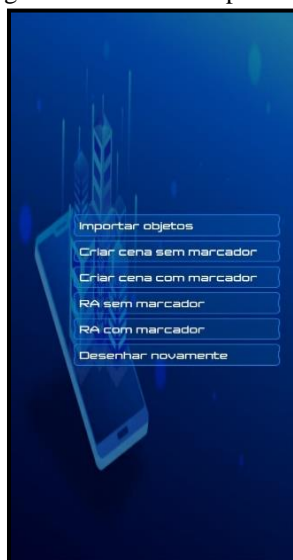 Importar objetos
Criar cena sem marcador
Criar cena com marcador
RA sem marcador
RA com marcador
Desenhar novamente